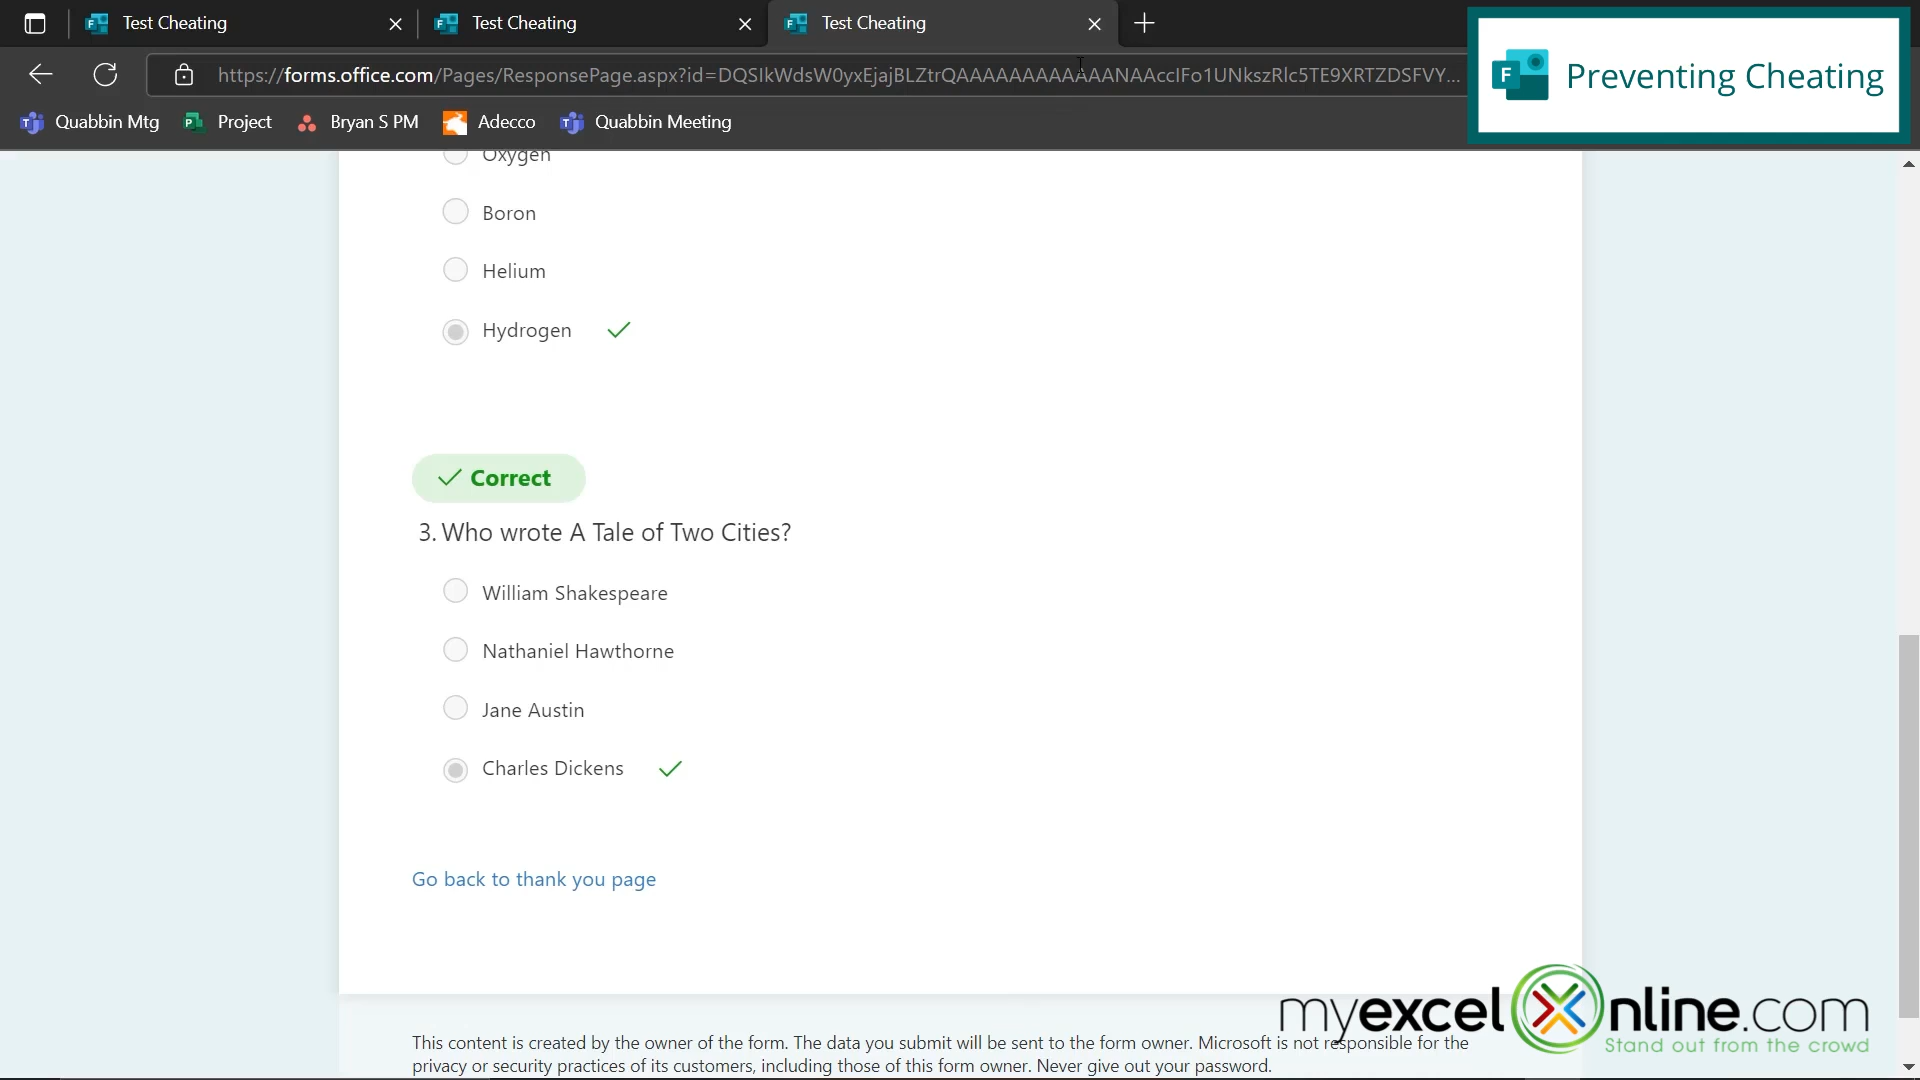 Test Cheating
Test Cheating
Test Cheating
https://forms.office.com/Pages/ResponsePage.aspx?id=DQSIkWdsW0yxEjajBLZtrQAAAAAAAAAAAANAAccIFo1UNkszRlc5TE9XRTZDSFVY...
F Preventing Cheating
Quabbin Mtg
Project
Bryan S PM
Adecco
Quabbin Meeting
Oxygen
Boron
Helium
Hydrogen
Correct
3. Who wrote A Tale of Two Cities?
William Shakespeare
Nathaniel Hawthorne
Jane Austin
Charles Dickens
Go back to thank you page
myexcelOnline.com
Stand out from the crowd
This content is created by the owner of the form. The data you submit will be sent to the form owner. Microsoft is not responsible for the
privacy or security practices of its customers, including those of this form owner. Never give out your password.